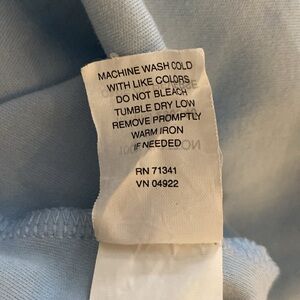 MACHINE WASH COLD
WITH LIKE COLORS
DO NOT BLEACH
TUMBLE DRY LOW
REMOVE PROMPTLY
WARM IRON
IF NEEDED
RN 71341
VN 04922